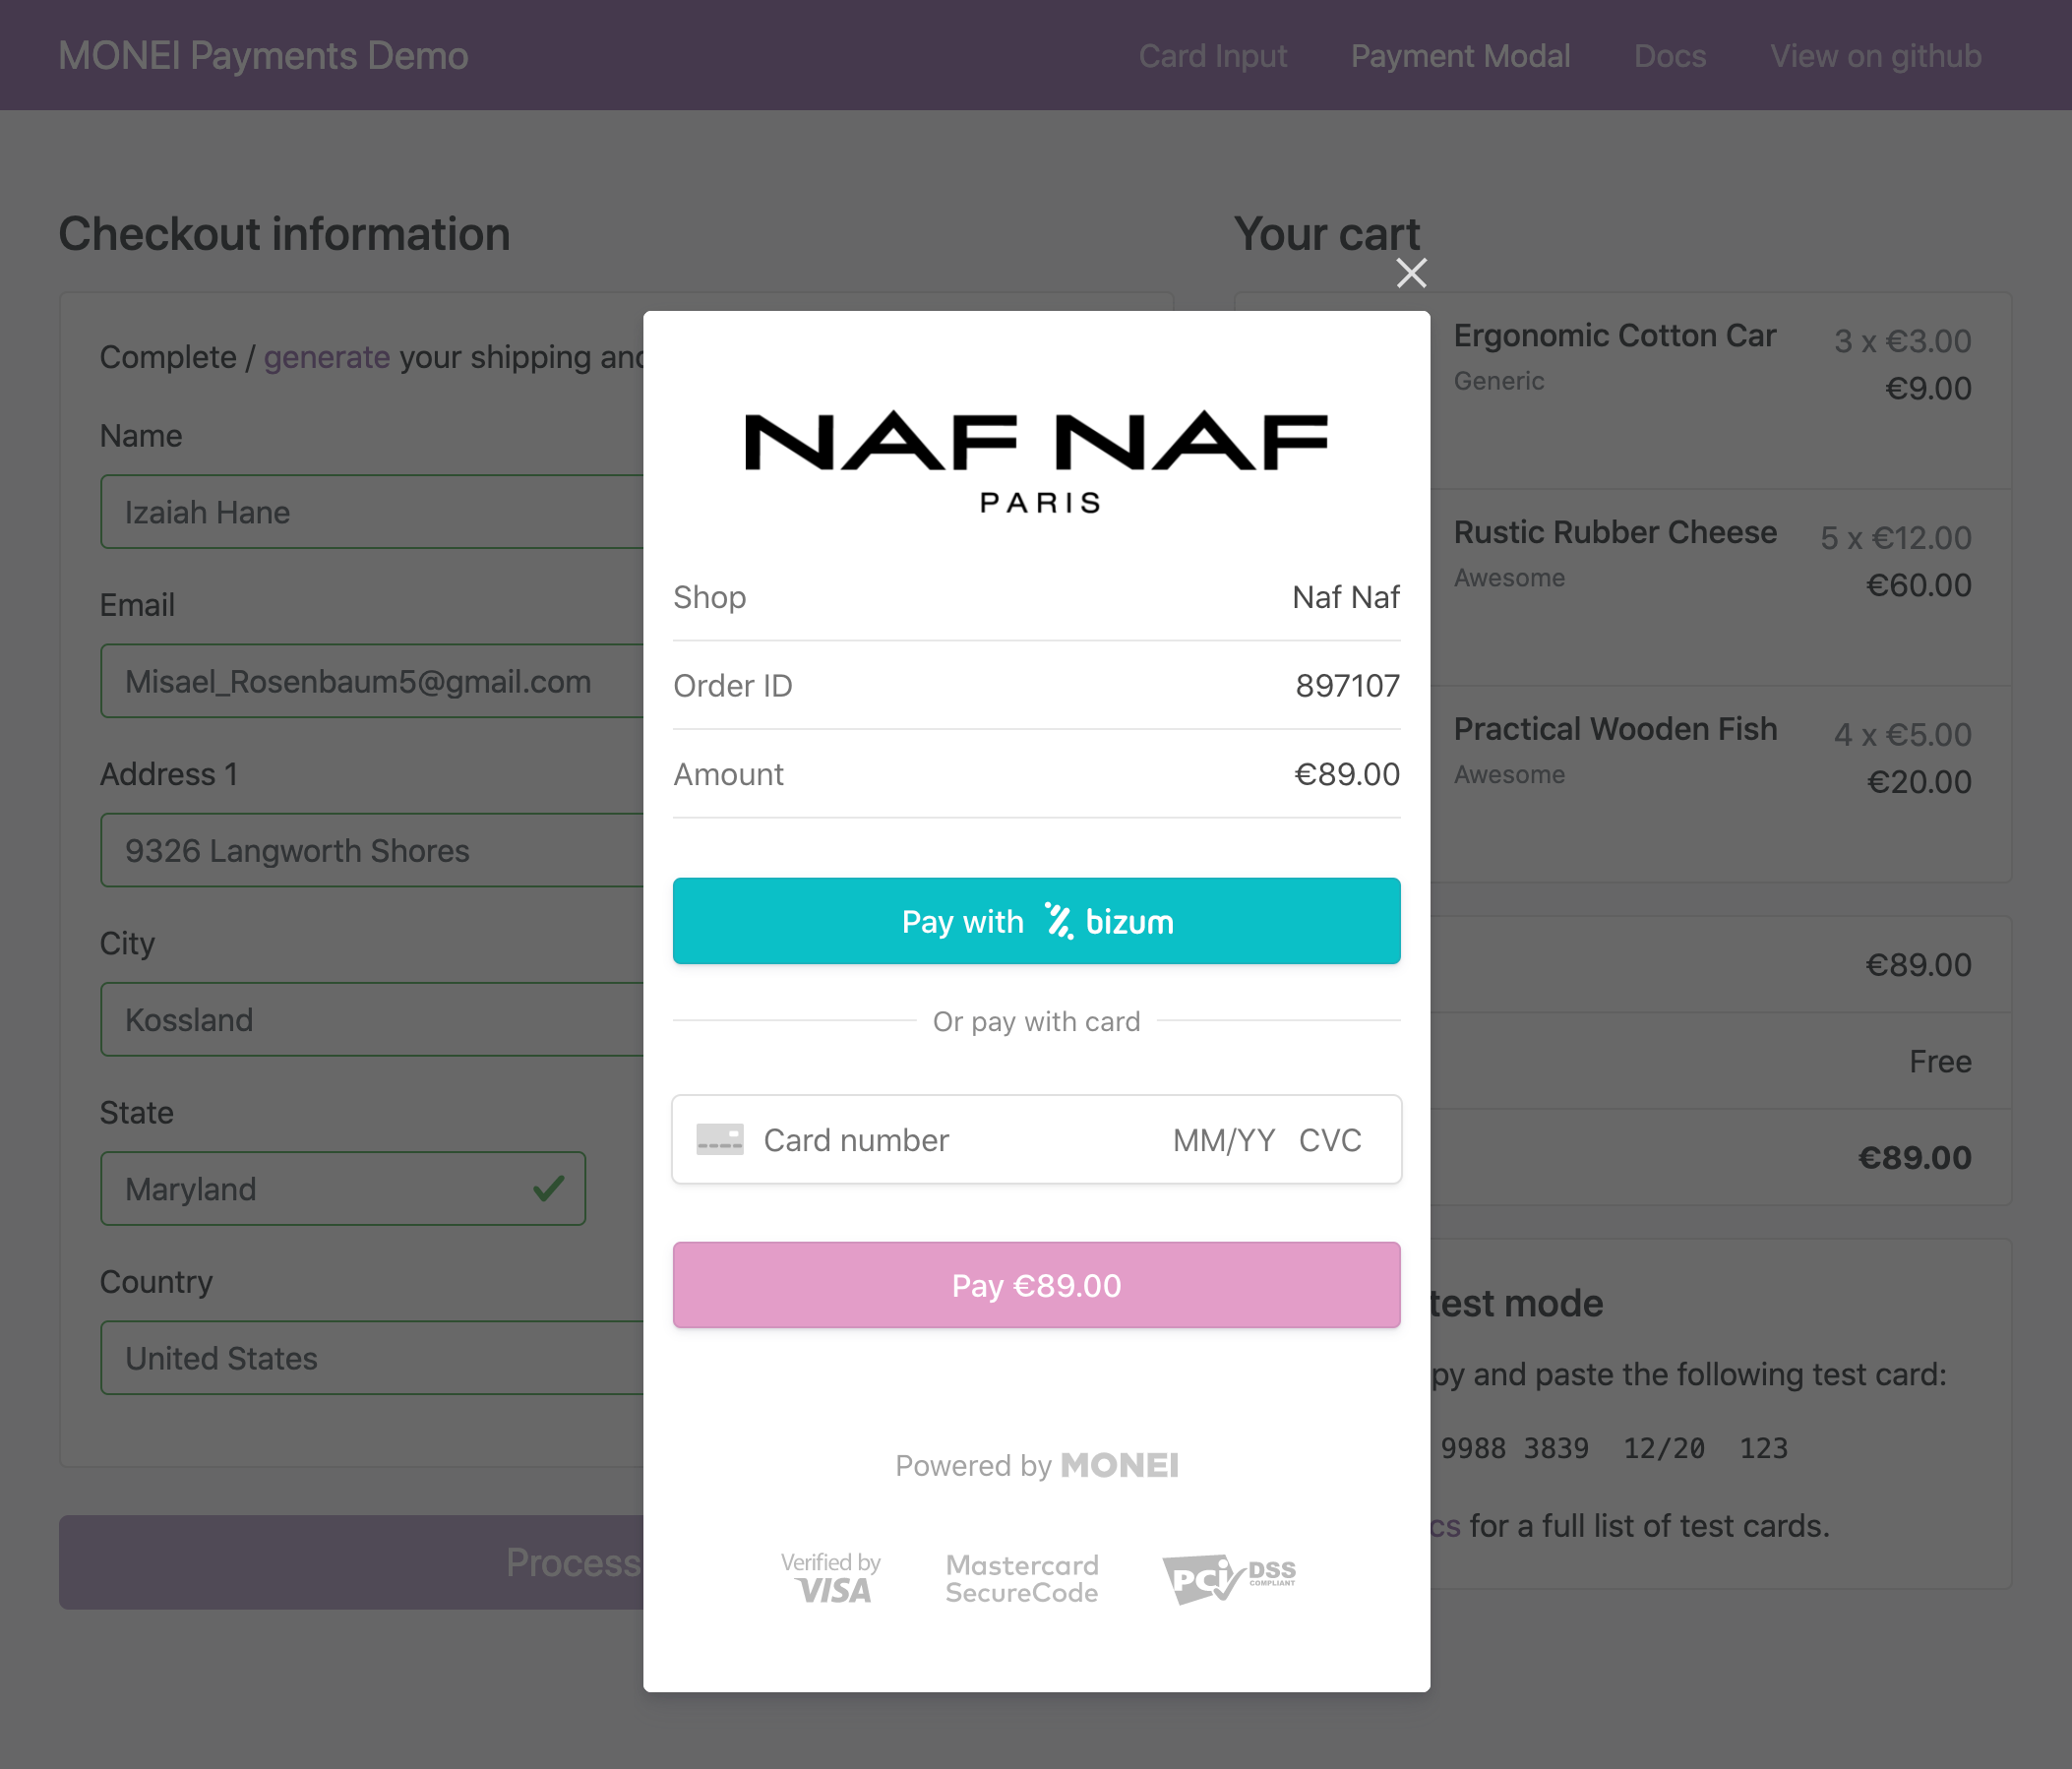 MONEI Payments Demo
Card Input
Payment Modal
Docs
View on github
Checkout information
Complete / generate your shipping and
Name
Izaiah Hane
Email
Misael_Rosenbaum5@gmail.com
Address 1
9326 Langworth Shores
City
Kossland
State
Maryland
Country
United States
Process
NAF NAF
PARIS
Shop Naf Naf
Order ID 897107
Amount €89.00
Pay with bizum
Or pay with card
Card number MM/YY CVC
Pay €89.00
Powered by MONEI
Verified by
VISA
Mastercard
SecureCode
PCI DSS
COMPLIANT
Your cart
Ergonomic Cotton Car 3 x €3.00
Generic €9.00
Rustic Rubber Cheese 5 x €12.00
Awesome €60.00
Practical Wooden Fish 4 x €5.00
Awesome €20.00
€89.00
Free
€89.00
test mode
py and paste the following test card:
9988 3839 12/20 123
cs for a full list of test cards.